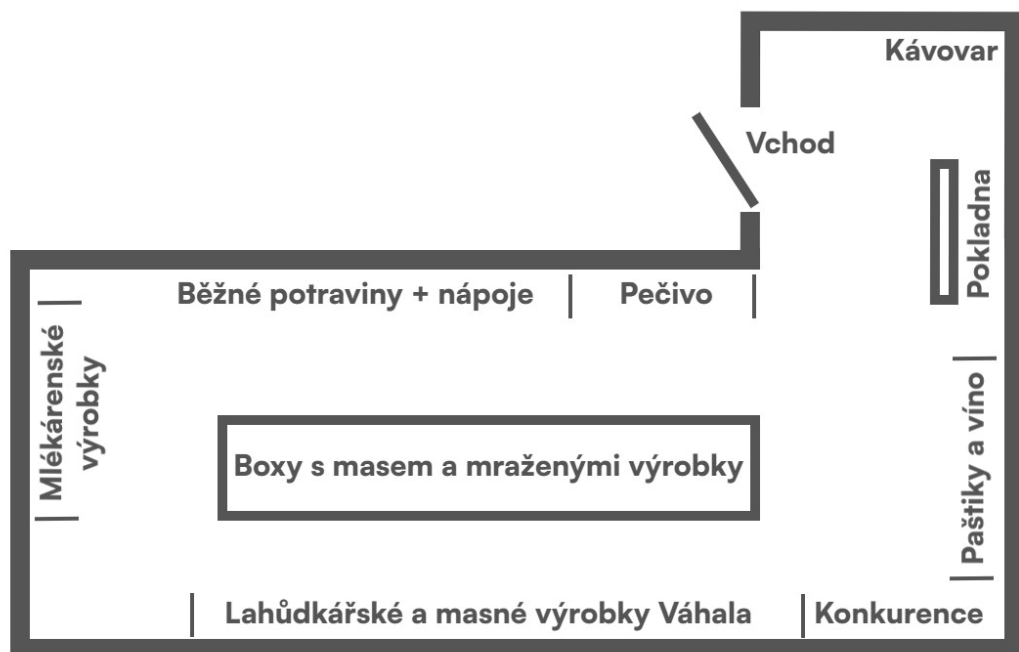 Kávovar
Vchod
Pokladna
Běžné potraviny + nápoje
Pečivo
Mlékárenské
výrobky
Paštiky a víno
Boxy s masem a mraženými výrobky
Lahůdkářské a masné výrobky Váhala
Konkurence